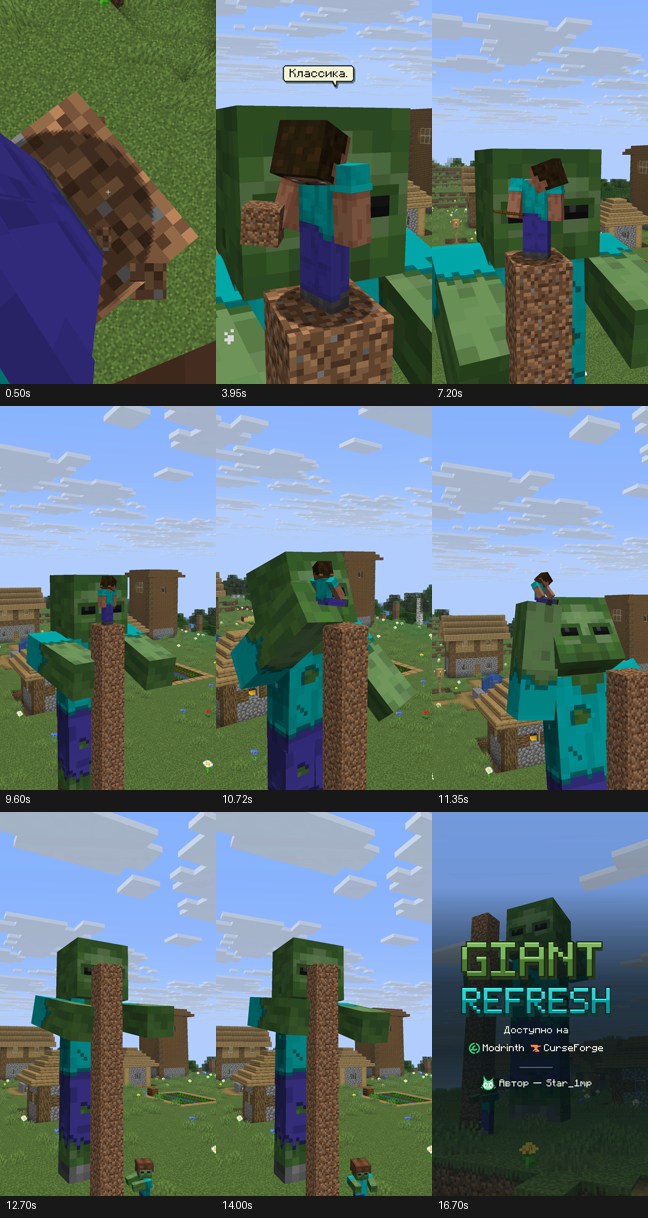 0.50s
Классика.
3.95s
7.20s
9.60s
10.72s
11.35s
12.70s
14.00s
GIANT
REFRESH
Доступно на
Modrinth CurseForge
Автор — Star_1mp
16.70s